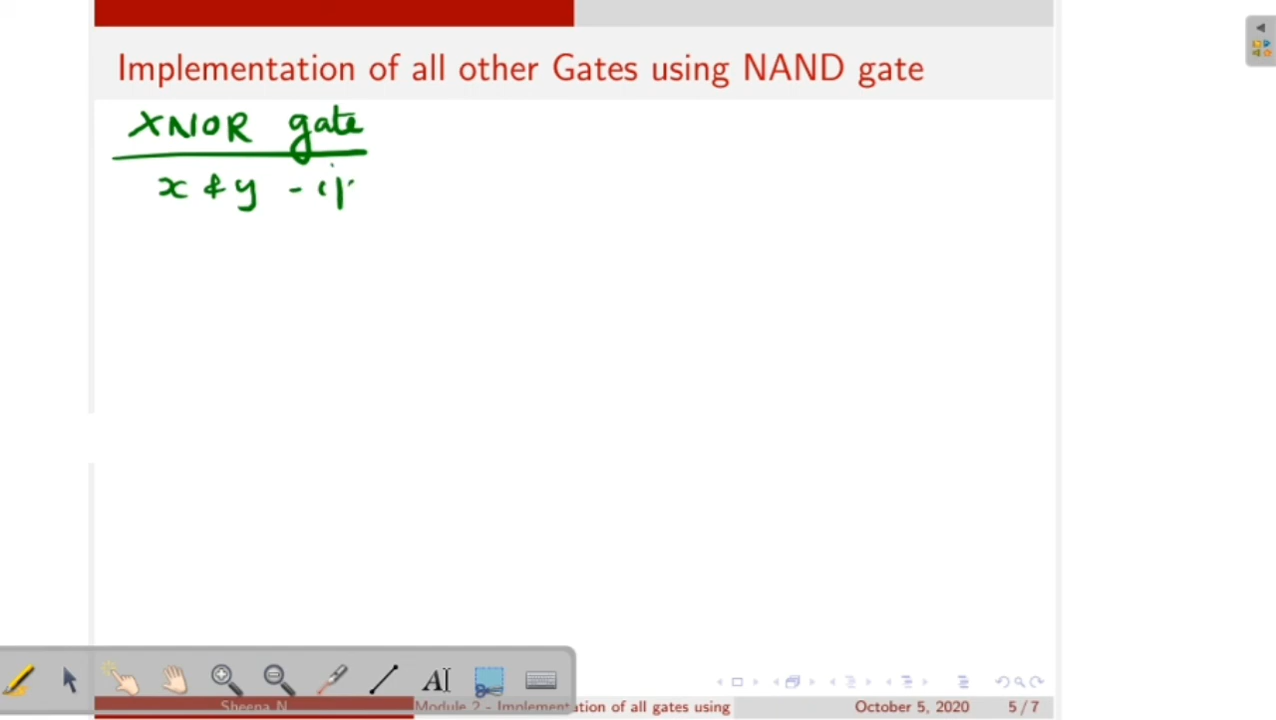 Implementation of all other Gates using NAND gate
XNOR gate
x & y -
AI
Sheena N
Module 2 - Implementation of all gates using
October 5, 2020
5 / 7